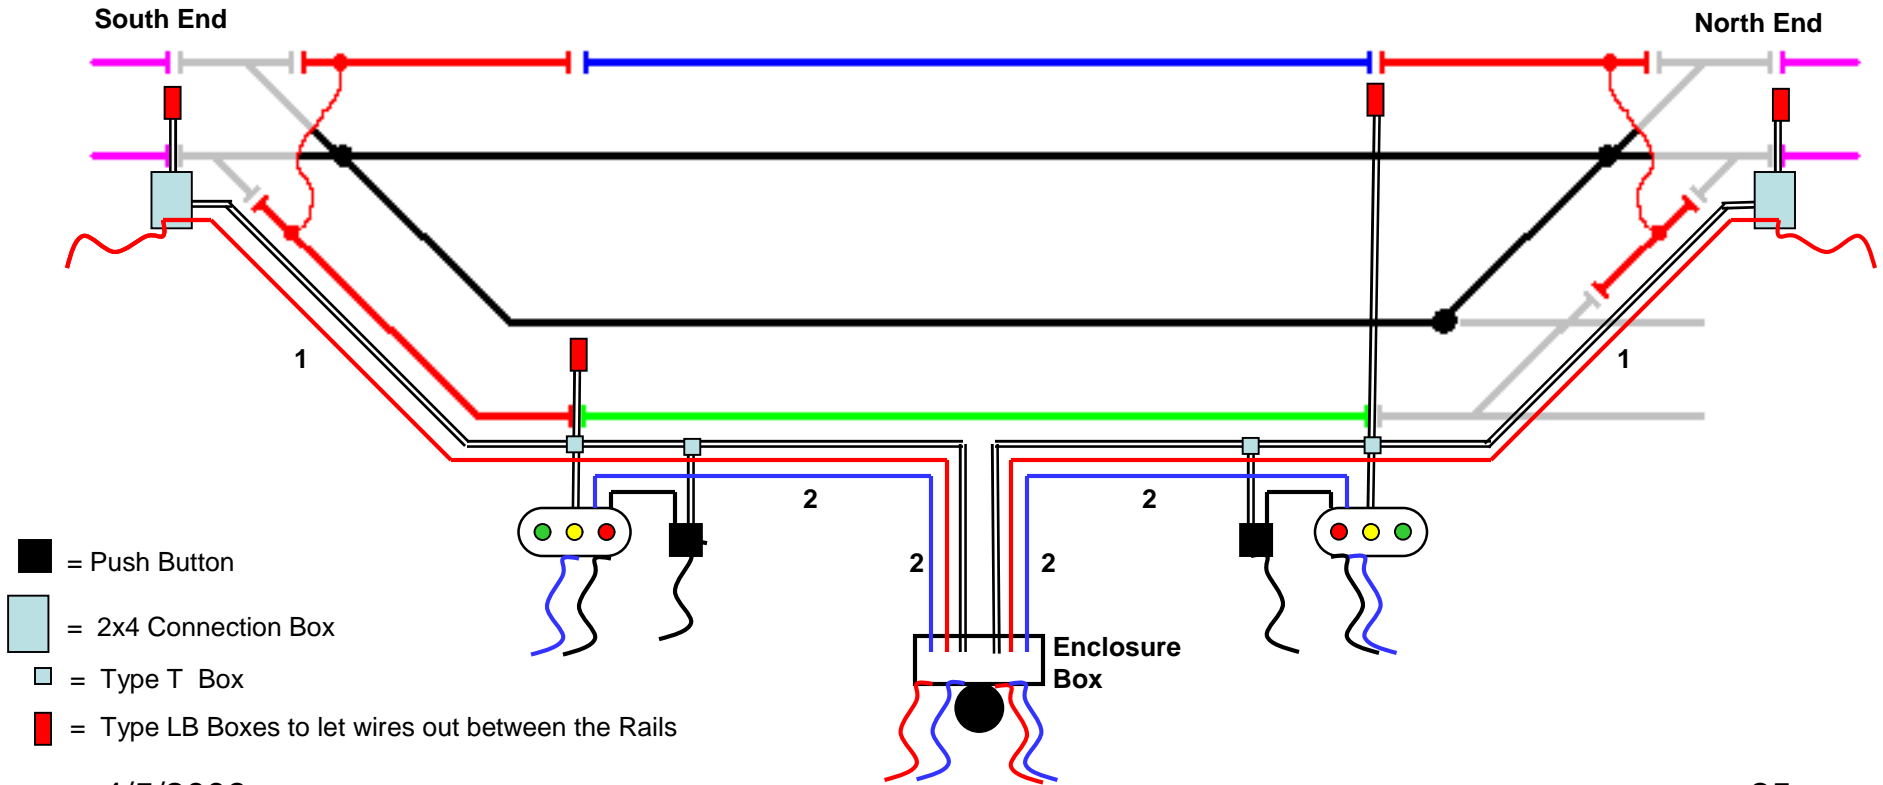 South End
North End
1
1
2
2
2
2
= Push Button
= 2x4 Connection Box
= Type T Box
= Type LB Boxes to let wires out between the Rails
Enclosure
Box